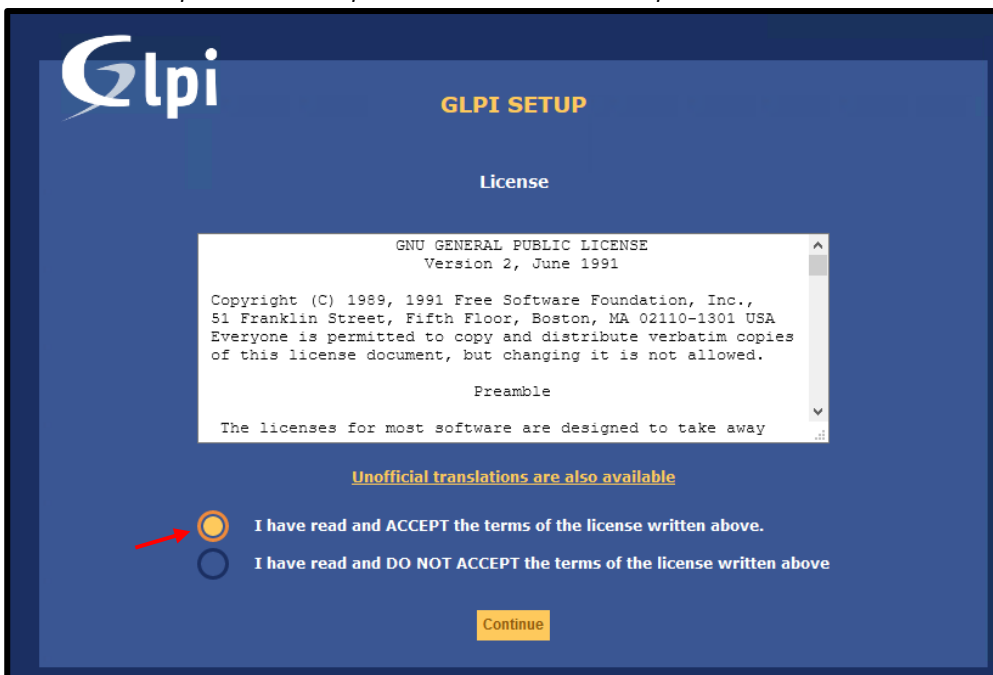 Glpi
GLPI SETUP
License
GNU GENERAL PUBLIC LICENSE
Version 2, June 1991
Copyright (C) 1989, 1991 Free Software Foundation, Inc.,
51 Franklin Street, Fifth Floor, Boston, MA 02110-1301 USA
Everyone is permitted to copy and distribute verbatim copies
of this license document, but changing it is not allowed.
Preamble
The licenses for most software are designed to take away
Unofficial translations are also available
I have read and ACCEPT the terms of the license written above.
I have read and DO NOT ACCEPT the terms of the license written above
Continue